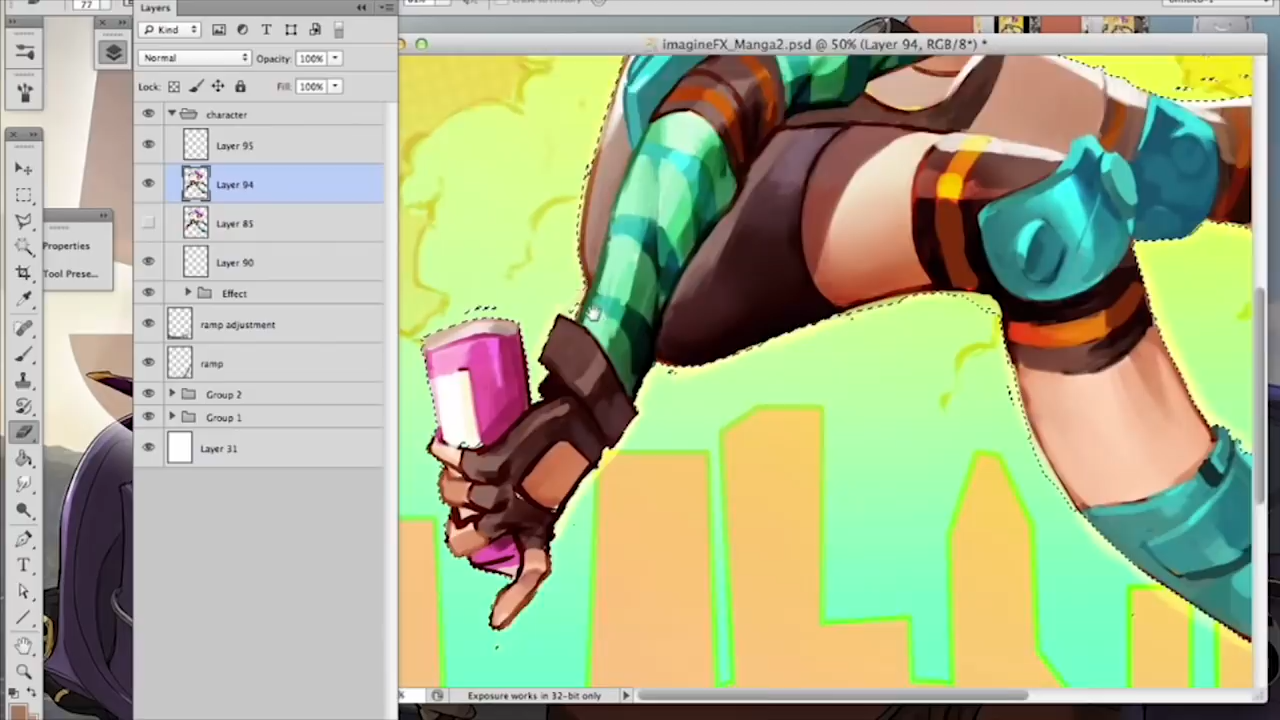 77
Layers
Kind
Normal
Opacity: 100%
Lock:
Fill: 100%
character
Layer 95
Layer 94
Layer 85
Layer 90
Effect
ramp adjustment
ramp
Group 2
Group 1
Layer 31
Properties
Tool Prese...
imagineFX_Manga2.psd @ 50% (Layer 94, RGB/8*) *
%
Exposure works in 32-bit only